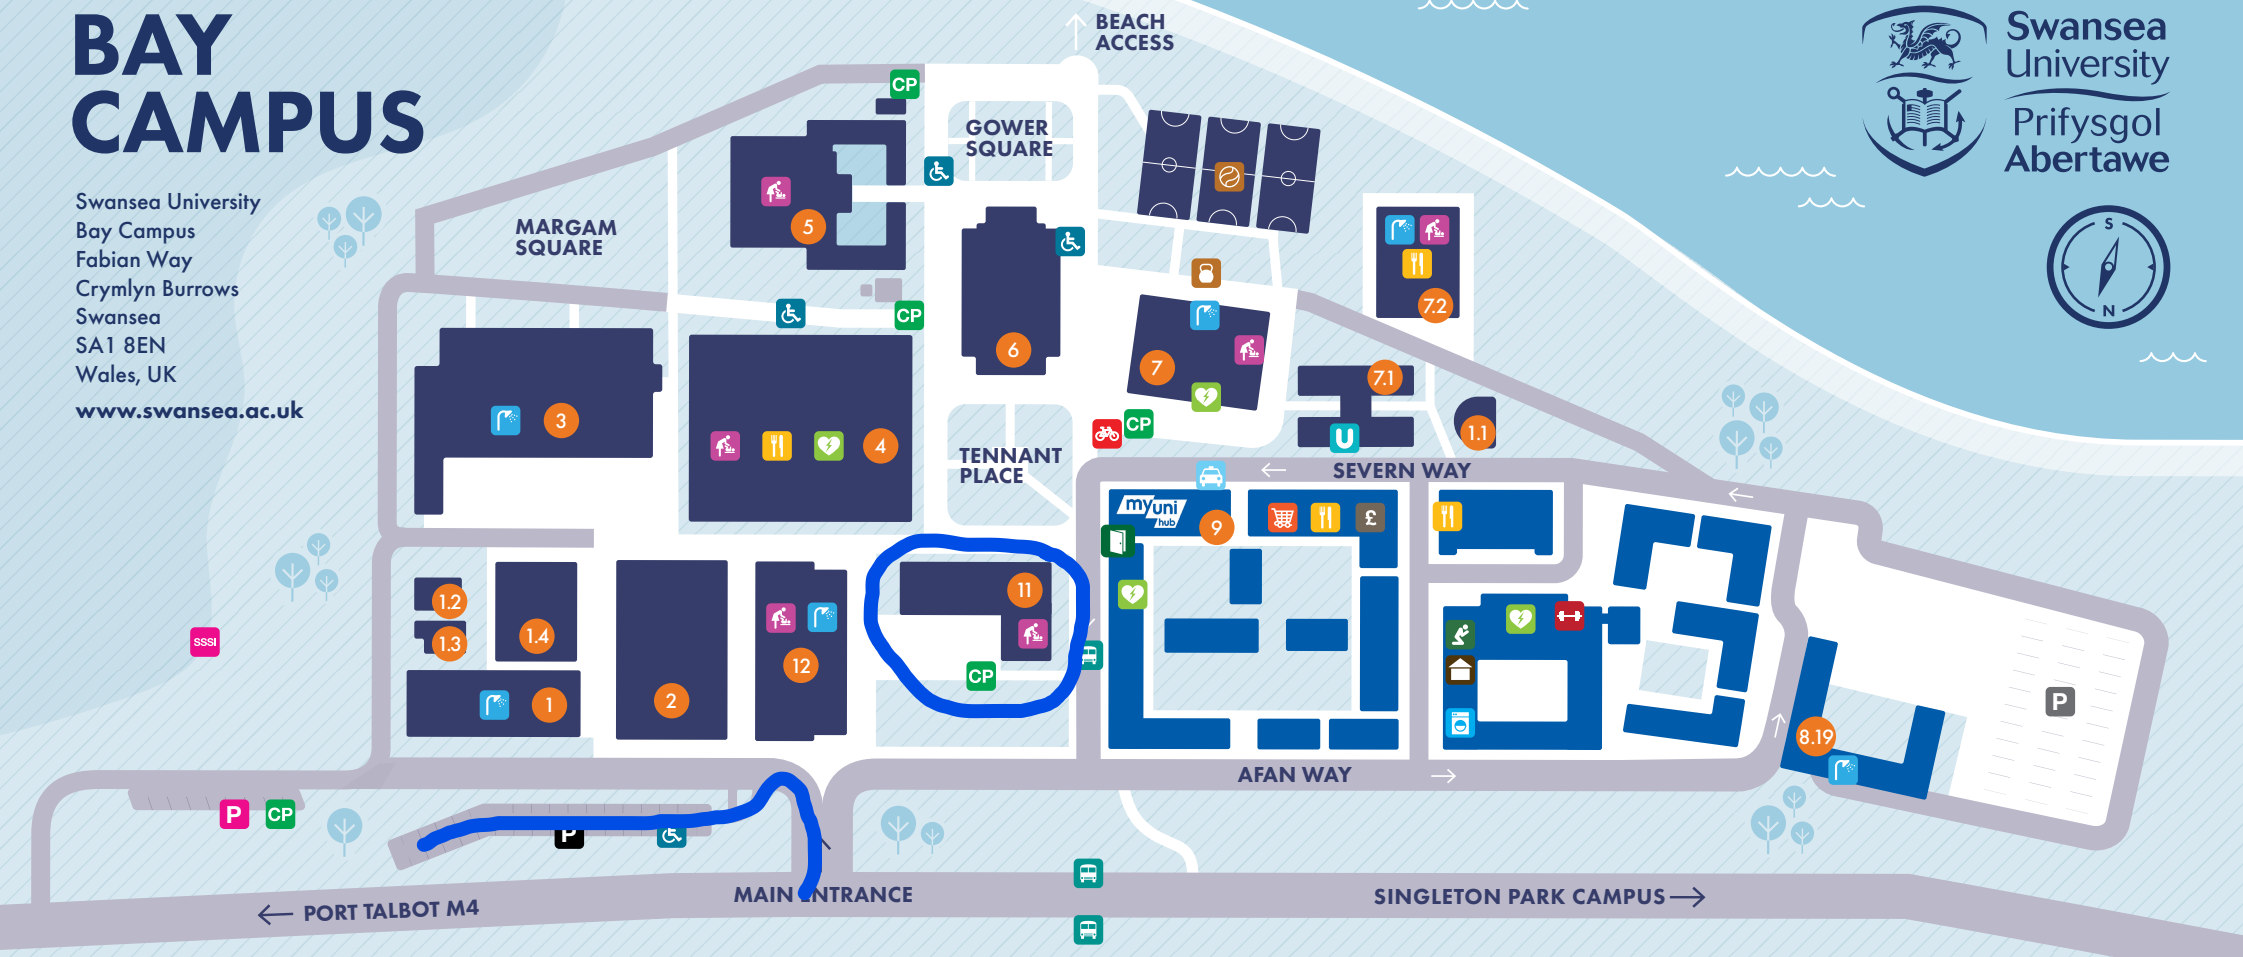 BAY
CAMPUS
Swansea University
Bay Campus
Fabian Way
Crymlyn Burrows
Swansea
SA1 8EN
Wales, UK
www.swansea.ac.uk
BEACH
ACCESS
Swansea
University
Prifysgol
Abertawe
S
N
CP
GOWER
SQUARE
MARGAM
SQUARE
5
CP
6
7
7.2
7.1
1.1
U
CP
3
4
TENNANT
PLACE
SEVERN WAY
myuni
hub
9
£
1.2
1.3
1.4
1
2
12
11
CP
SSSI
8.19
P
AFAN WAY
P
CP
P
MAIN ENTRANCE
PORT TALBOT M4
SINGLETON PARK CAMPUS